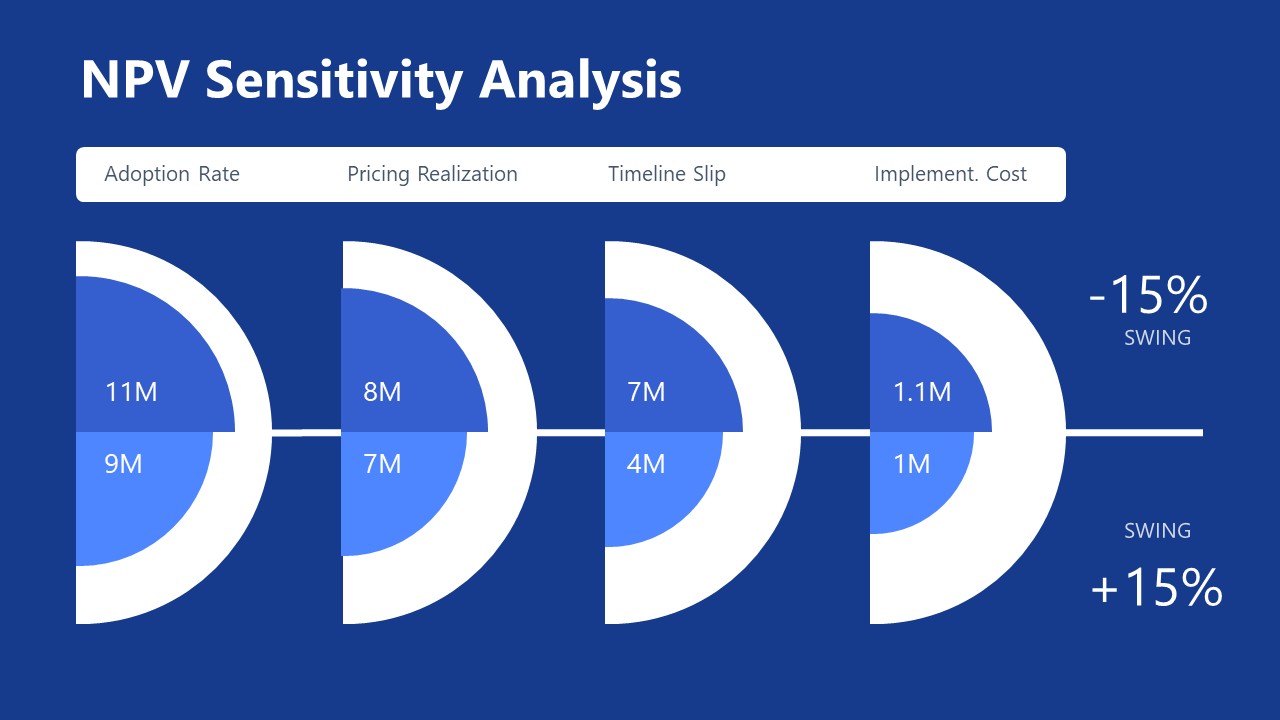 NPV Sensitivity Analysis
Adoption Rate
Pricing Realization
Timeline Slip
Implement. Cost
11M
8M
7M
1.1M
-15%
SWING
9M
7M
4M
1M
SWING
+15%